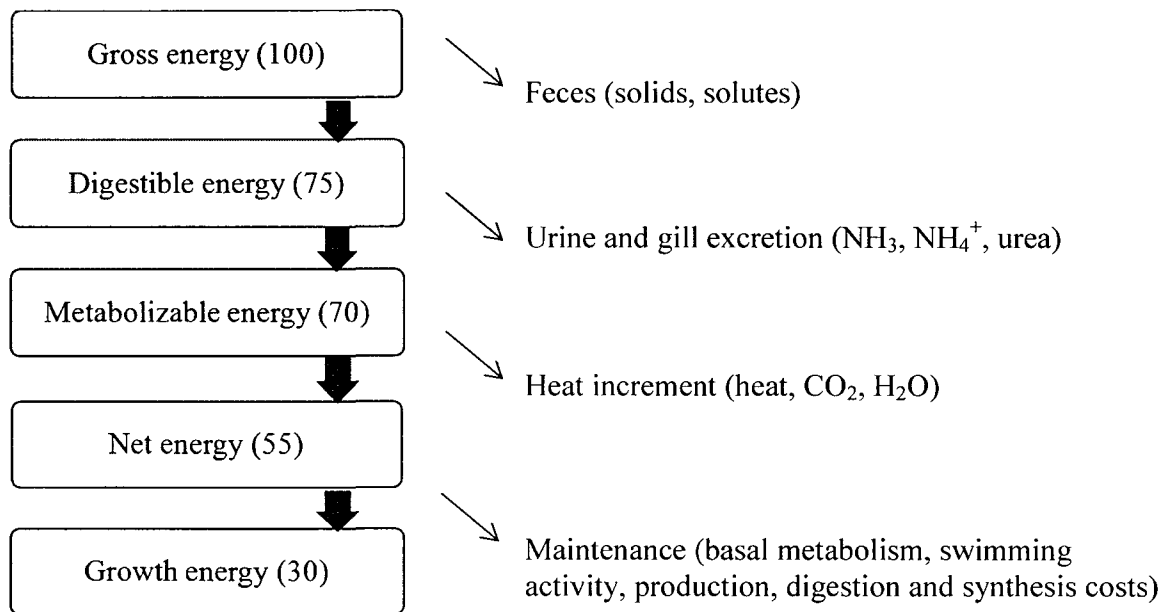 Gross energy (100)
Feces (solids, solutes)
Digestible energy (75)
Urine and gill excretion (NH₃, NH₄⁺, urea)
Metabolizable energy (70)
Heat increment (heat, CO₂, H₂O)
Net energy (55)
Maintenance (basal metabolism, swimming
activity, production, digestion and synthesis costs)
Growth energy (30)